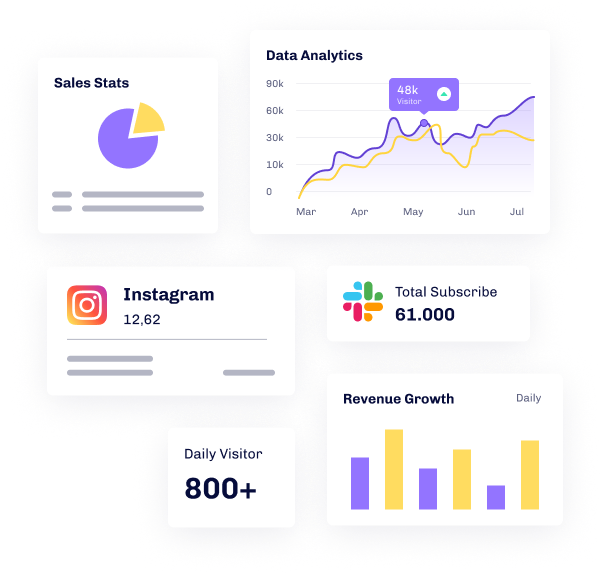 Sales Stats
Data Analytics
90k
60k
30k
10k
0
48k
Visitor
Mar Apr May Jun Jul
Instagram
12,62
Total Subscribe
61.000
Revenue Growth Daily
Daily Visitor
800+